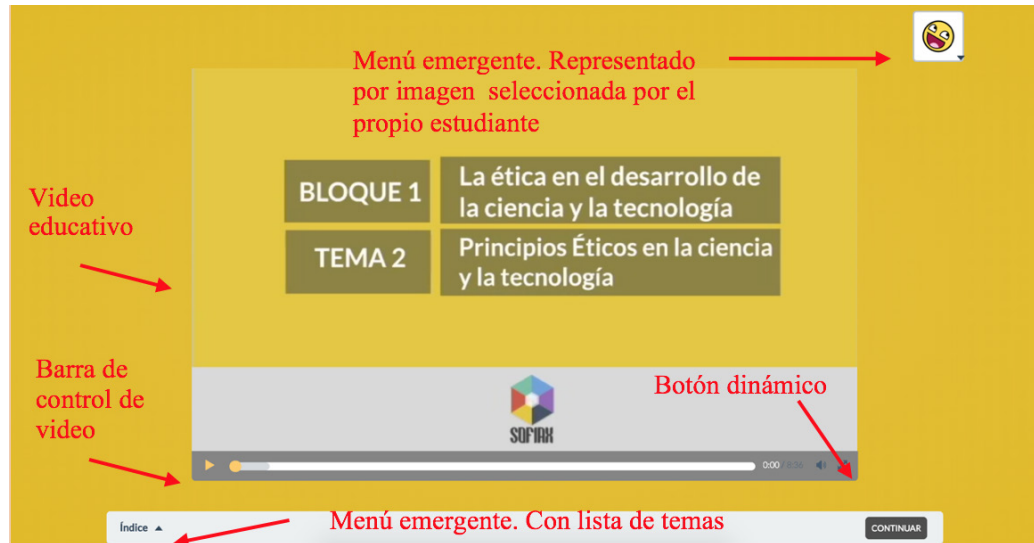 Menú emergente. Representado
por imagen seleccionada por el
propio estudiante
BLOQUE 1
La ética en el desarrollo de
la ciencia y la tecnología
Video
educativo
TEMA 2
Principios Éticos en la ciencia
y la tecnología
Barra de
control de
video
Botón dinámico
SOFIAX
0:00 / 8:56
Índice
Menú emergente. Con lista de temas
CONTINUAR